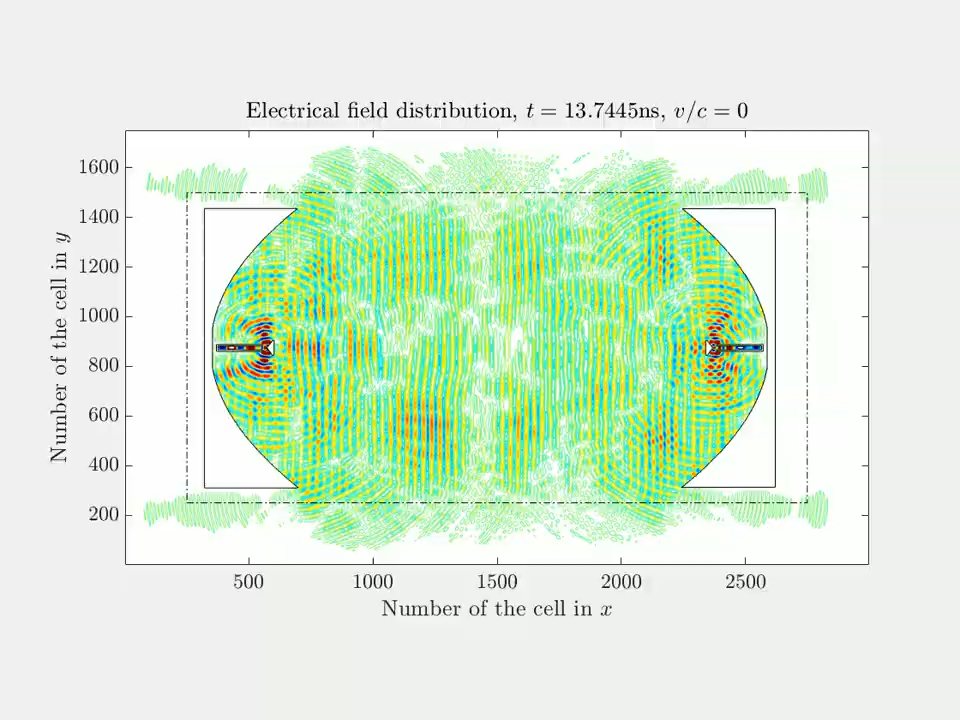 Electrical field distribution, t = 13.7445ns, v/c = 0
Number of the cell in y
1600
1400
1200
1000
800
600
400
200
500 1000 1500 2000 2500
Number of the cell in x